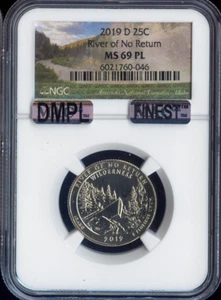 2019 D 25C
River of No Return
MS 69 PL
6021760-046
NGC
DMPL
FINEST
RIVER OF NO RETURN
WILDERNESS
2019